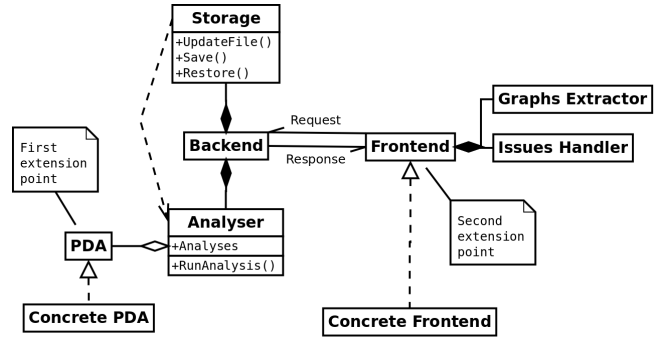 Storage
+UpdateFile()
+Save()
+Restore()
Graphs Extractor
Request
Backend
Frontend
Issues Handler
Response
First
extension
point
Analyser
+Analyses
+RunAnalysis()
Second
extension
point
PDA
Concrete PDA
Concrete Frontend